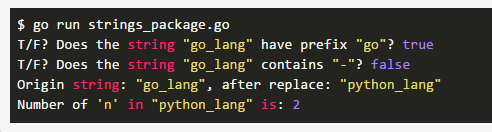 $ go run strings_package.go
T/F? Does the string "go_lang" have prefix "go"? true
T/F? Does the string "go_lang" contains "-"? false
Origin string: "go_lang", after replace: "python_lang"
Number of 'n' in "python_lang" is: 2